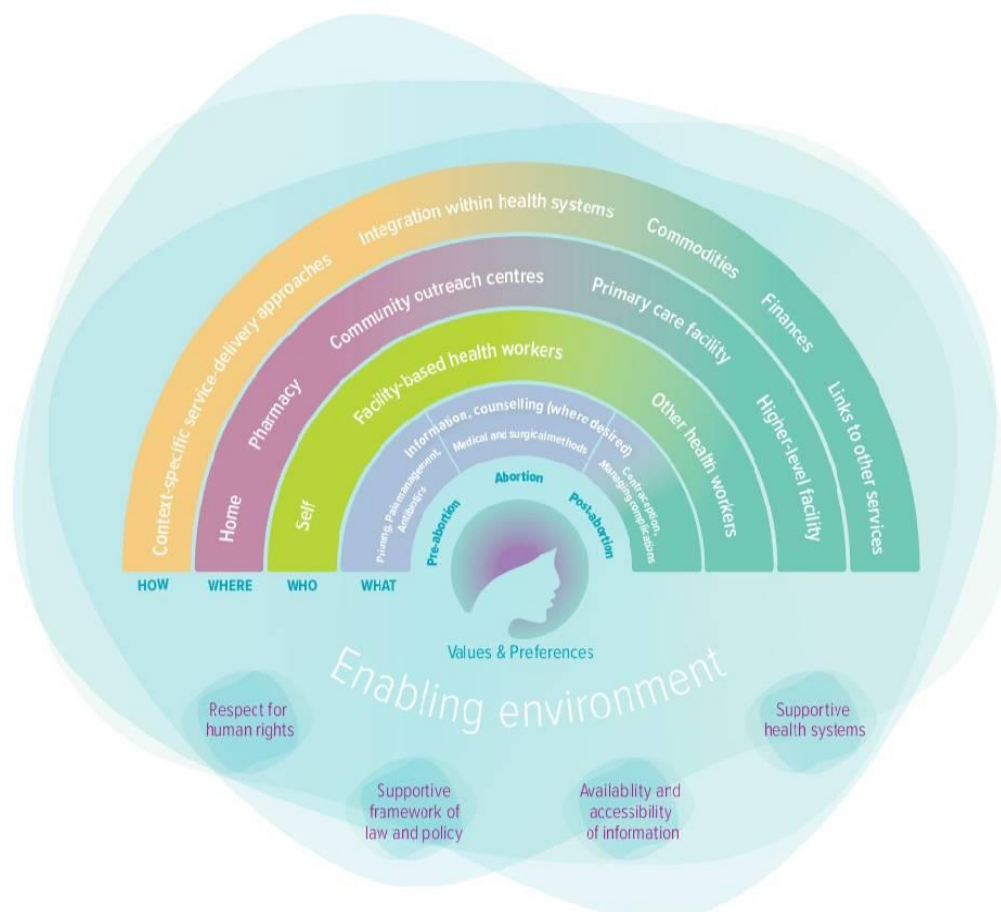 Context-specific service-delivery approaches
Integration within health systems
Commodities
Finances
Links to other services
Home
Pharmacy
Community outreach centres
Primary care facility
Higher-level facility
Self
Facility-based health workers
Other health workers
Information, counselling (where desired)
Priming, Pain management,
Antibiotics
Medical and surgical methods
Contraception,
Managing complications
Pre-abortion
Abortion
Post-abortion
HOW
WHERE
WHO
WHAT
Values & Preferences
Enabling environment
Respect for
human rights
Supportive
framework of
law and policy
Availability and
accessibility
of information
Supportive
health systems